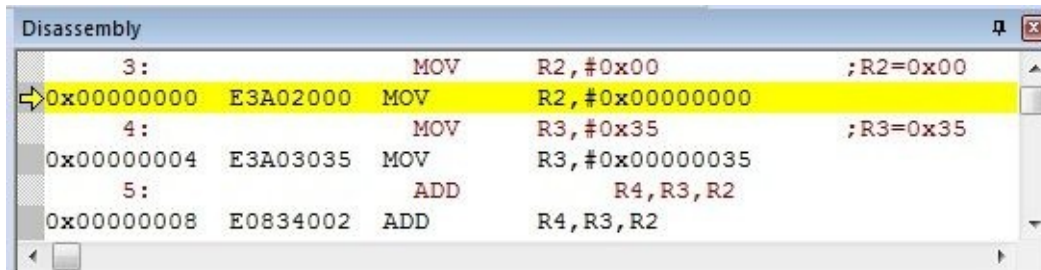 Disassembly
3: MOV R2,#0x00 ;R2=0x00
0x00000000 E3A02000 MOV R2,#0x00000000
4: MOV R3,#0x35 ;R3=0x35
0x00000004 E3A03035 MOV R3,#0x00000035
5: ADD R4,R3,R2
0x00000008 E0834002 ADD R4,R3,R2